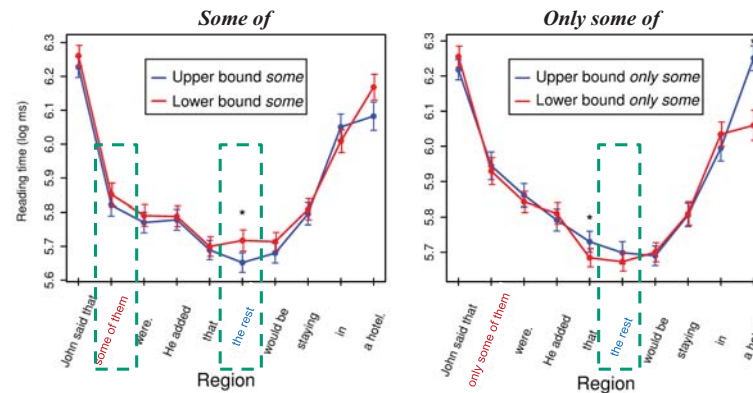 Some of
Only some of
Reading time (log ms)
6.3
6.2
6.1
6.0
5.9
5.8
5.7
5.6
Upper bound some
Lower bound some
*
John said that
some of them
were.
He added
that
the rest
would be
staying
in
a hotel.
Region
6.3
6.2
6.1
6.0
5.9
5.8
5.7
Upper bound only some
Lower bound only some
*
John said that
only some of them
were.
He added
that
the rest
would be
staying
in
a hotel.
Region